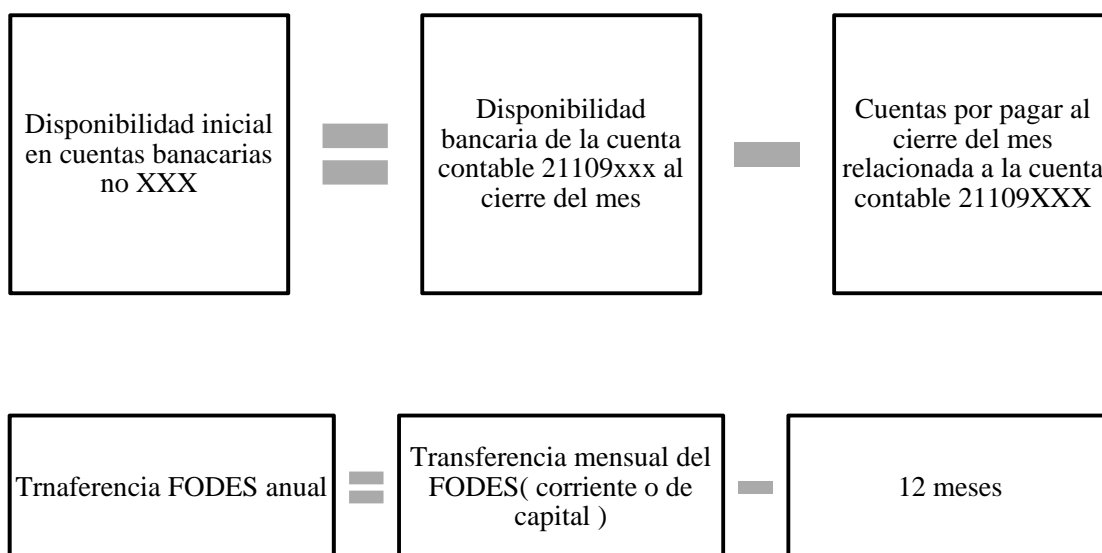 Disponibilidad inicial
en cuentas banacarias
no XXX
Disponibilidad
bancaria de la cuenta
contable 21109xxx al
cierre del mes
Cuentas por pagar al
cierre del mes
relacionada a la cuenta
contable 21109XXX
Trnaferencia FODES anual
Transferencia mensual del
FODES( corriente o de
capital )
12 meses